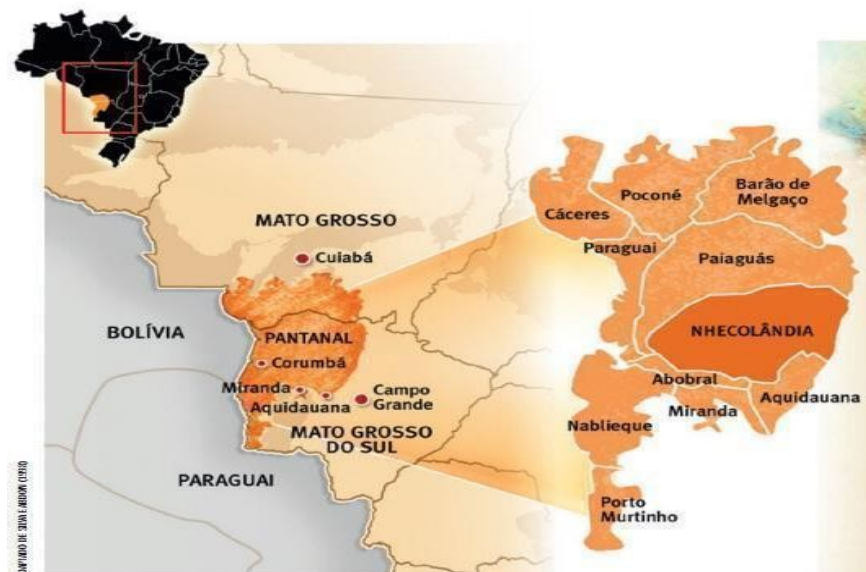 MATO GROSSO
Cuiabá
BOLÍVIA
PANTANAL
Corumbá
Miranda
Aquidauana
Campo
Grande
MATO GROSSO
DO SUL
PARAGUAI
Cáceres
Poconé
Barão de
Melgaço
Paraguai
Paiaguás
NHECOLÂNDIA
Abobral
Miranda
Aquidauana
Nablieque
Porto
Murtinho